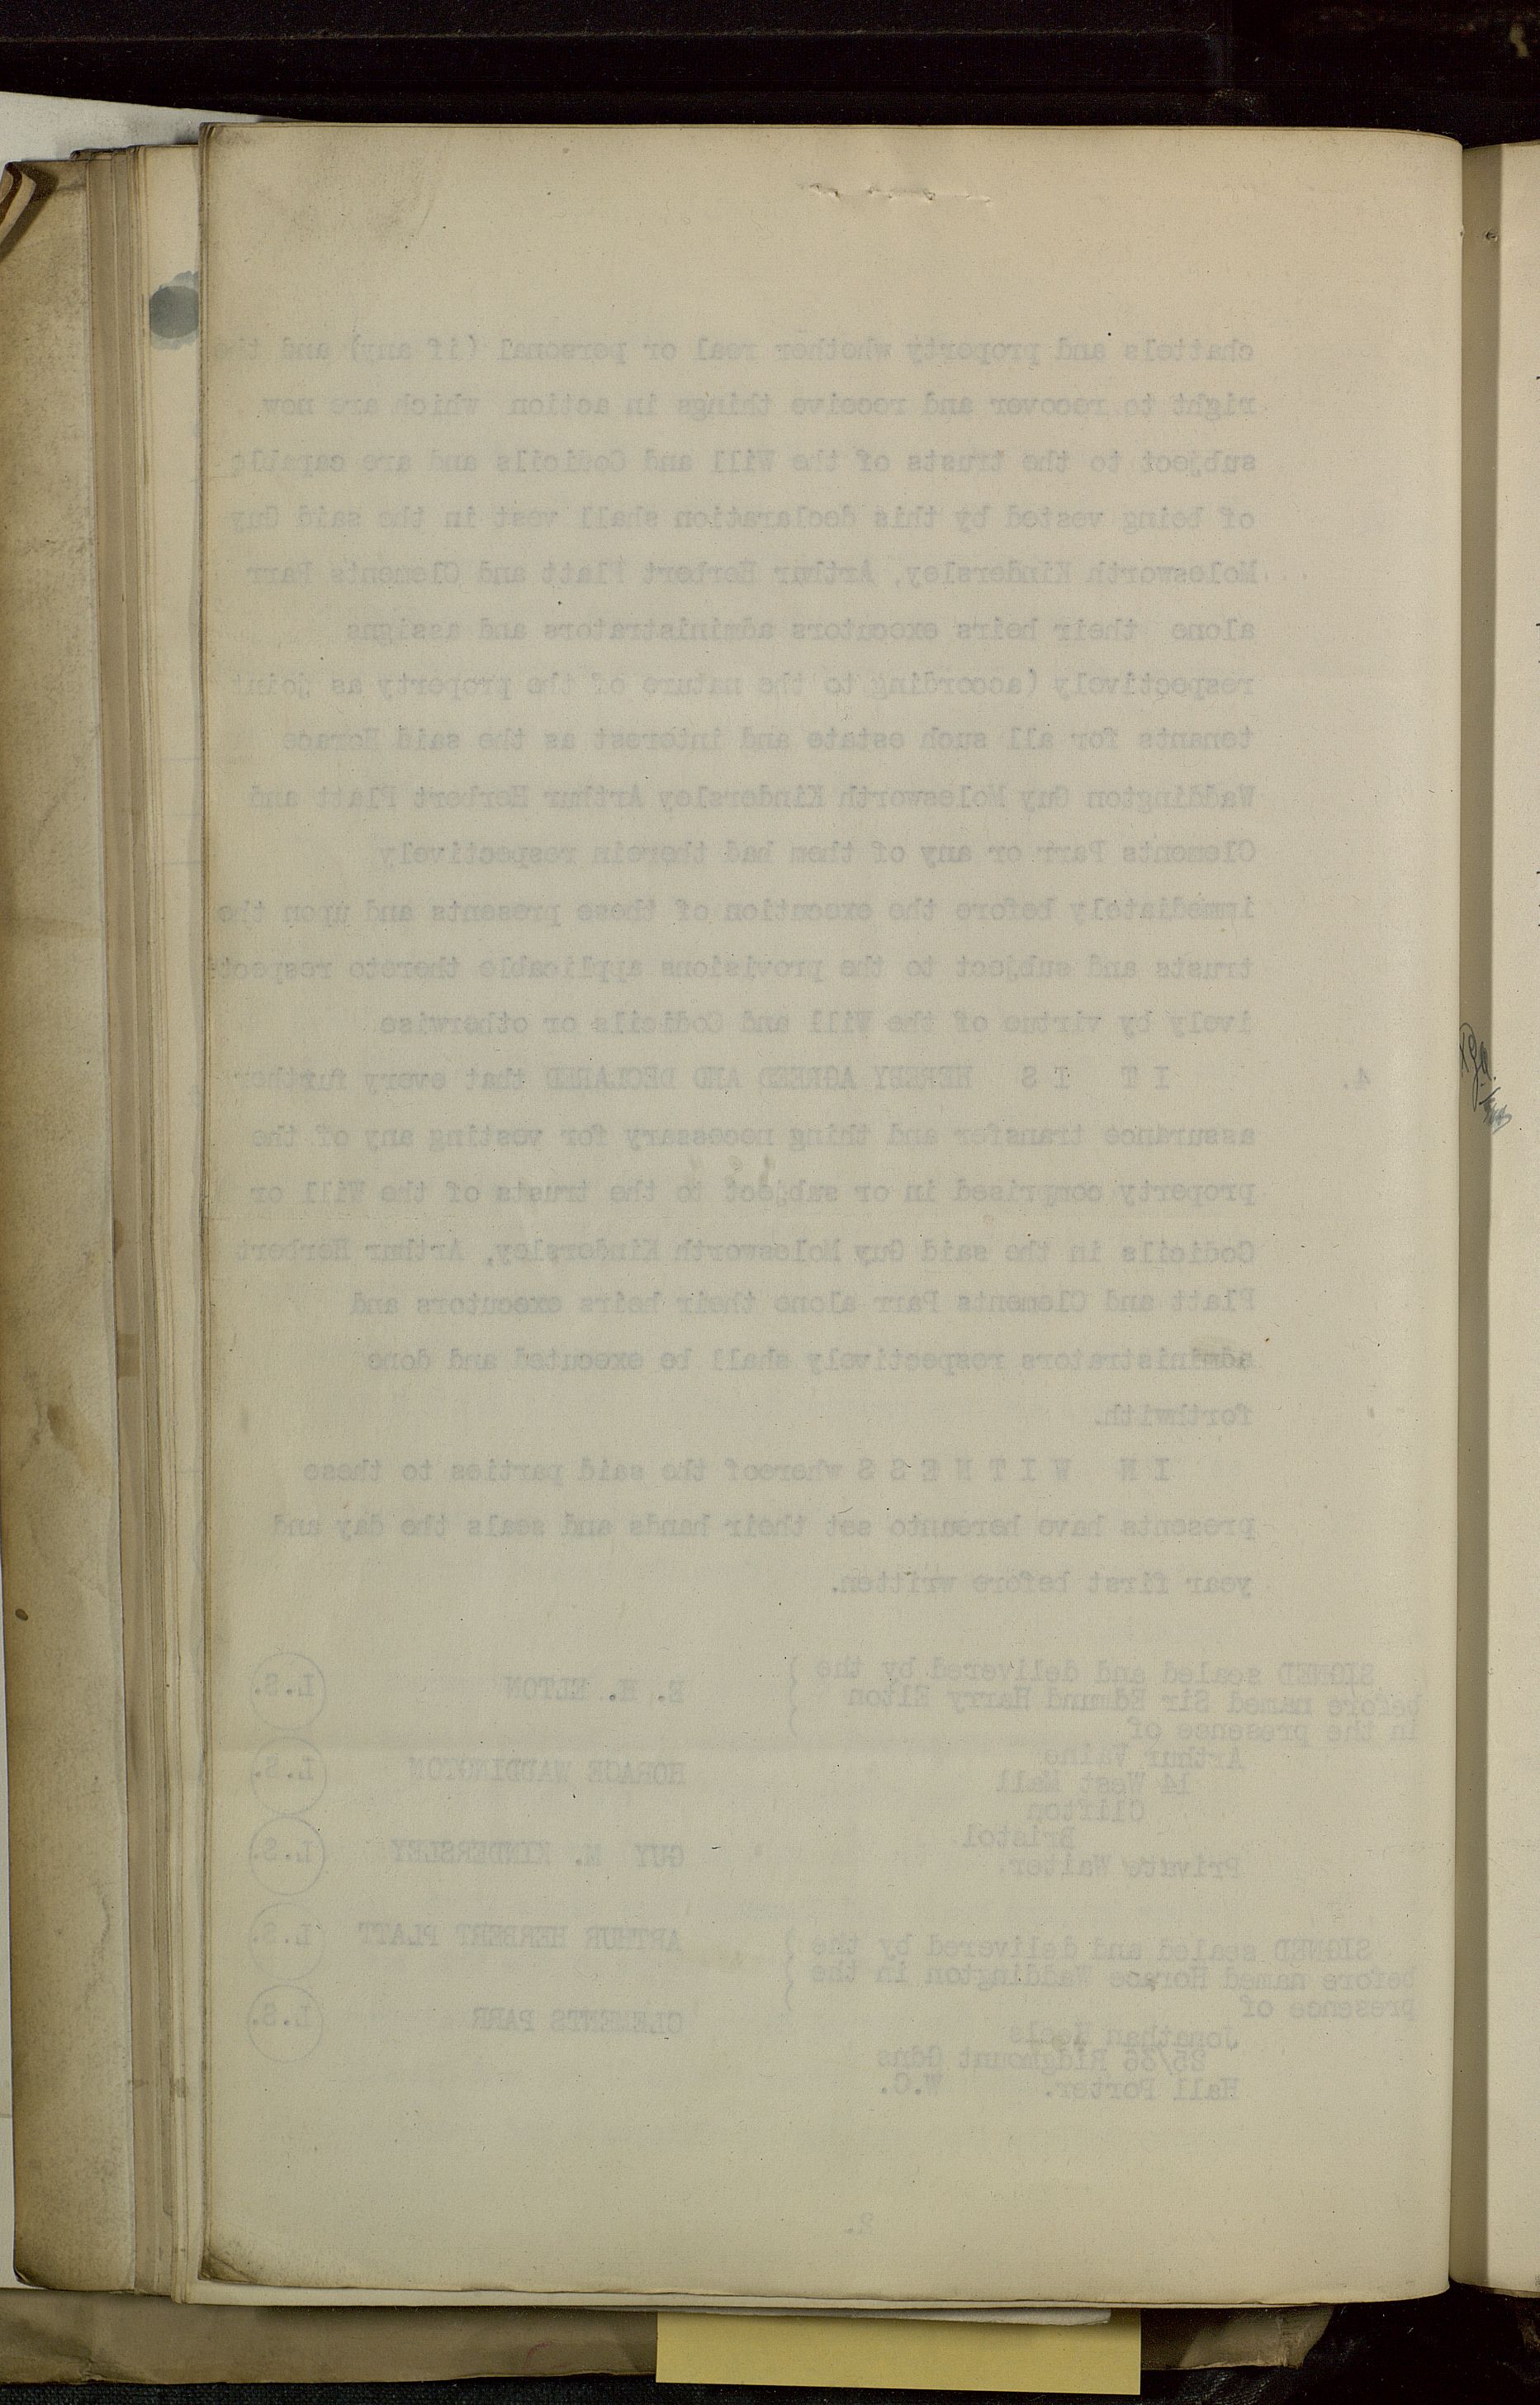 chattels and property whether real or personal (if any) and the
right to recover and receive things in action which are now
subject to the trusts of the Will and Codicils and are
of being vested by this declaration shall vest in the said Guy
Molesworth Kindersley, Arthur Herbert Platt and Clements Parr
alone their heirs executors administrators and assigns
respectively (according to the nature of the property as joint
tenants for all such estate and interest as the said Horace
Waddington Guy Molesworth Kindersley Arthur Herbert Platt and
Clements Parr or any of them had therein respectively
immediately before the execution of these presents and upon the
trusts and subject to the provisions applicable thereto respect
ively by virtue of the Will and Codicils or otherwise
4. I T I S HEREBY AGREED AND DECLARED that every further
assurance transfer and thing necessary for vesting any of the
property comprised in or subject to the trusts of the Will or
Codicils in the said Guy Molesworth Kindersley, Arthur Herbert
Platt and Clements Parr alone their heirs executors and
administrators respectively shall be executed and done
forthwith.
I N W I T N E S S whereof the said parties to these
presents have hereunto set their hands and seals the day and
year first before written.
SIGNED sealed and delivered by the
before named Sir Edmund Harry Elton
in the presence of
Arthur Vaine
14 West Mall
Clifton
Bristol
Private Waiter.
E. H. ELTON L.S.
HORACE WADDINGTON L.S.
GUY M. KINDERSLEY L.S.
SIGNED sealed and delivered by the
before named Horace Waddington in the
presence of
Jonathan
25/36 Ridgmount Gdns
Hall Porter. W.C.
ARTHUR HERBERT PLATT L.S.
CLEMENTS PARR L.S.
2.